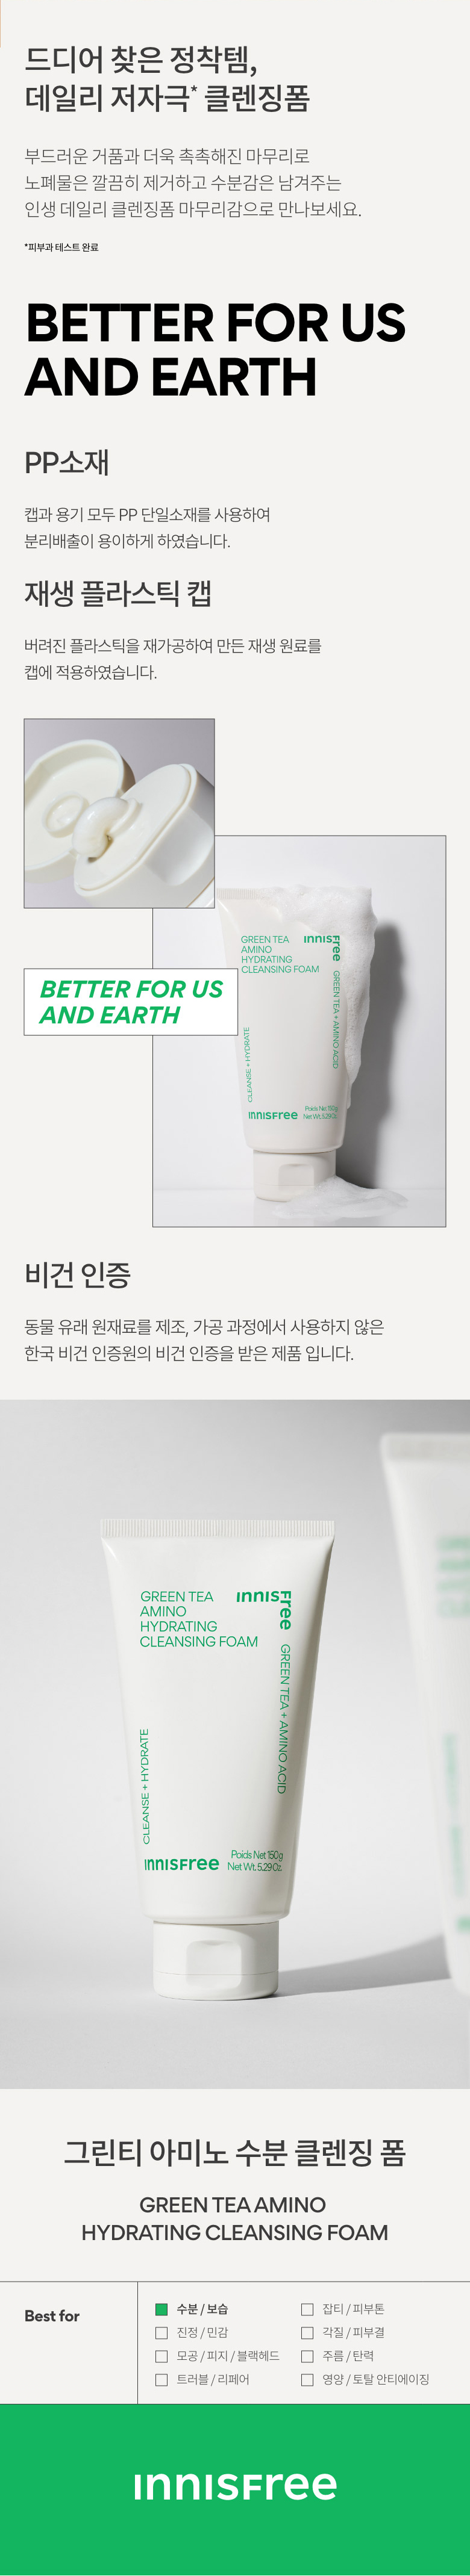 드디어 찾은 정착템,
데일리 저자극* 클렌징폼
부드러운 거품과 더욱 촉촉해진 마무리로
노폐물은 깔끔히 제거하고 수분감은 남겨주는
인생 데일리 클렌징폼 마무리감으로 만나보세요.
*피부과 테스트 완료
BETTER FOR US
AND EARTH
PP소재
캡과 용기 모두 PP 단일소재를 사용하여
분리배출이 용이하게 하였습니다.
재생 플라스틱 캡
버려진 플라스틱을 재가공하여 만든 재생 원료를
캡에 적용하였습니다.
GREEN TEA
AMINO
HYDRATING
CLEANSING FOAM
innisfree
GREEN TEA + AMINO ACID
BETTER FOR US
AND EARTH
CLEANSE + HYDRATE
innisfree
Poids Net 150g
Net Wt. 5.29 Oz.
비건 인증
동물 유래 원재료를 제조, 가공 과정에서 사용하지 않은
한국 비건 인증원의 비건 인증을 받은 제품 입니다.
GREEN TEA
AMINO
HYDRATING
CLEANSING FOAM
innisfree
GREEN TEA + AMINO ACID
CLEANSE + HYDRATE
innisfree
Poids Net 150g
Net Wt. 5.29 Oz.
그린티 아미노 수분 클렌징 폼
GREEN TEA AMINO
HYDRATING CLEANSING FOAM
Best for
수분 / 보습
잡티 / 피부톤
진정 / 민감
각질 / 피부결
모공 / 피지 / 블랙헤드
주름 / 탄력
트러블 / 리페어
영양 / 토탈 안티에이징
innisfree